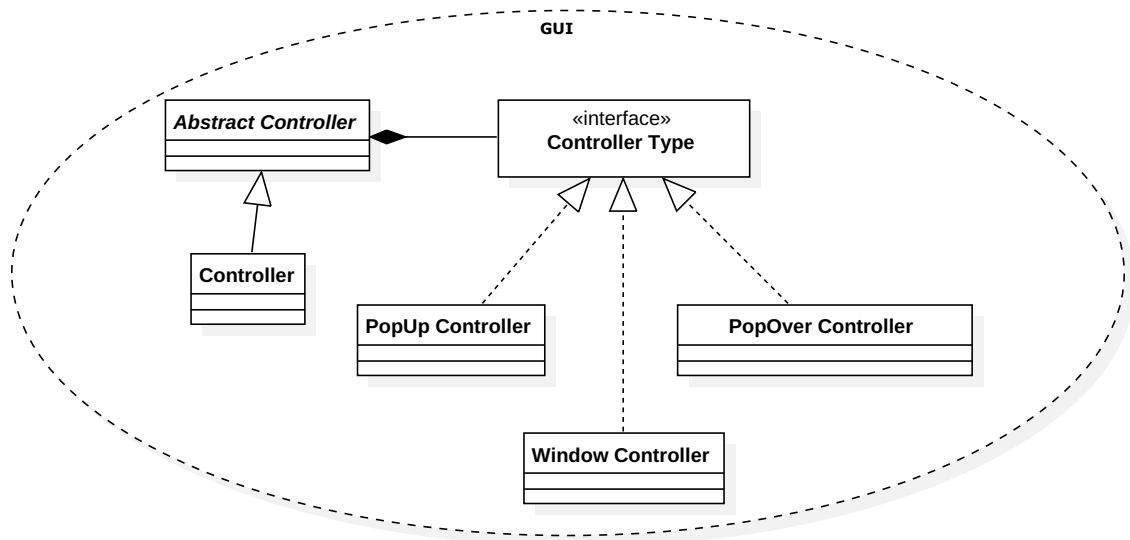 GUI
Abstract Controller
«interface»
Controller Type
Controller
PopUp Controller
PopOver Controller
Window Controller